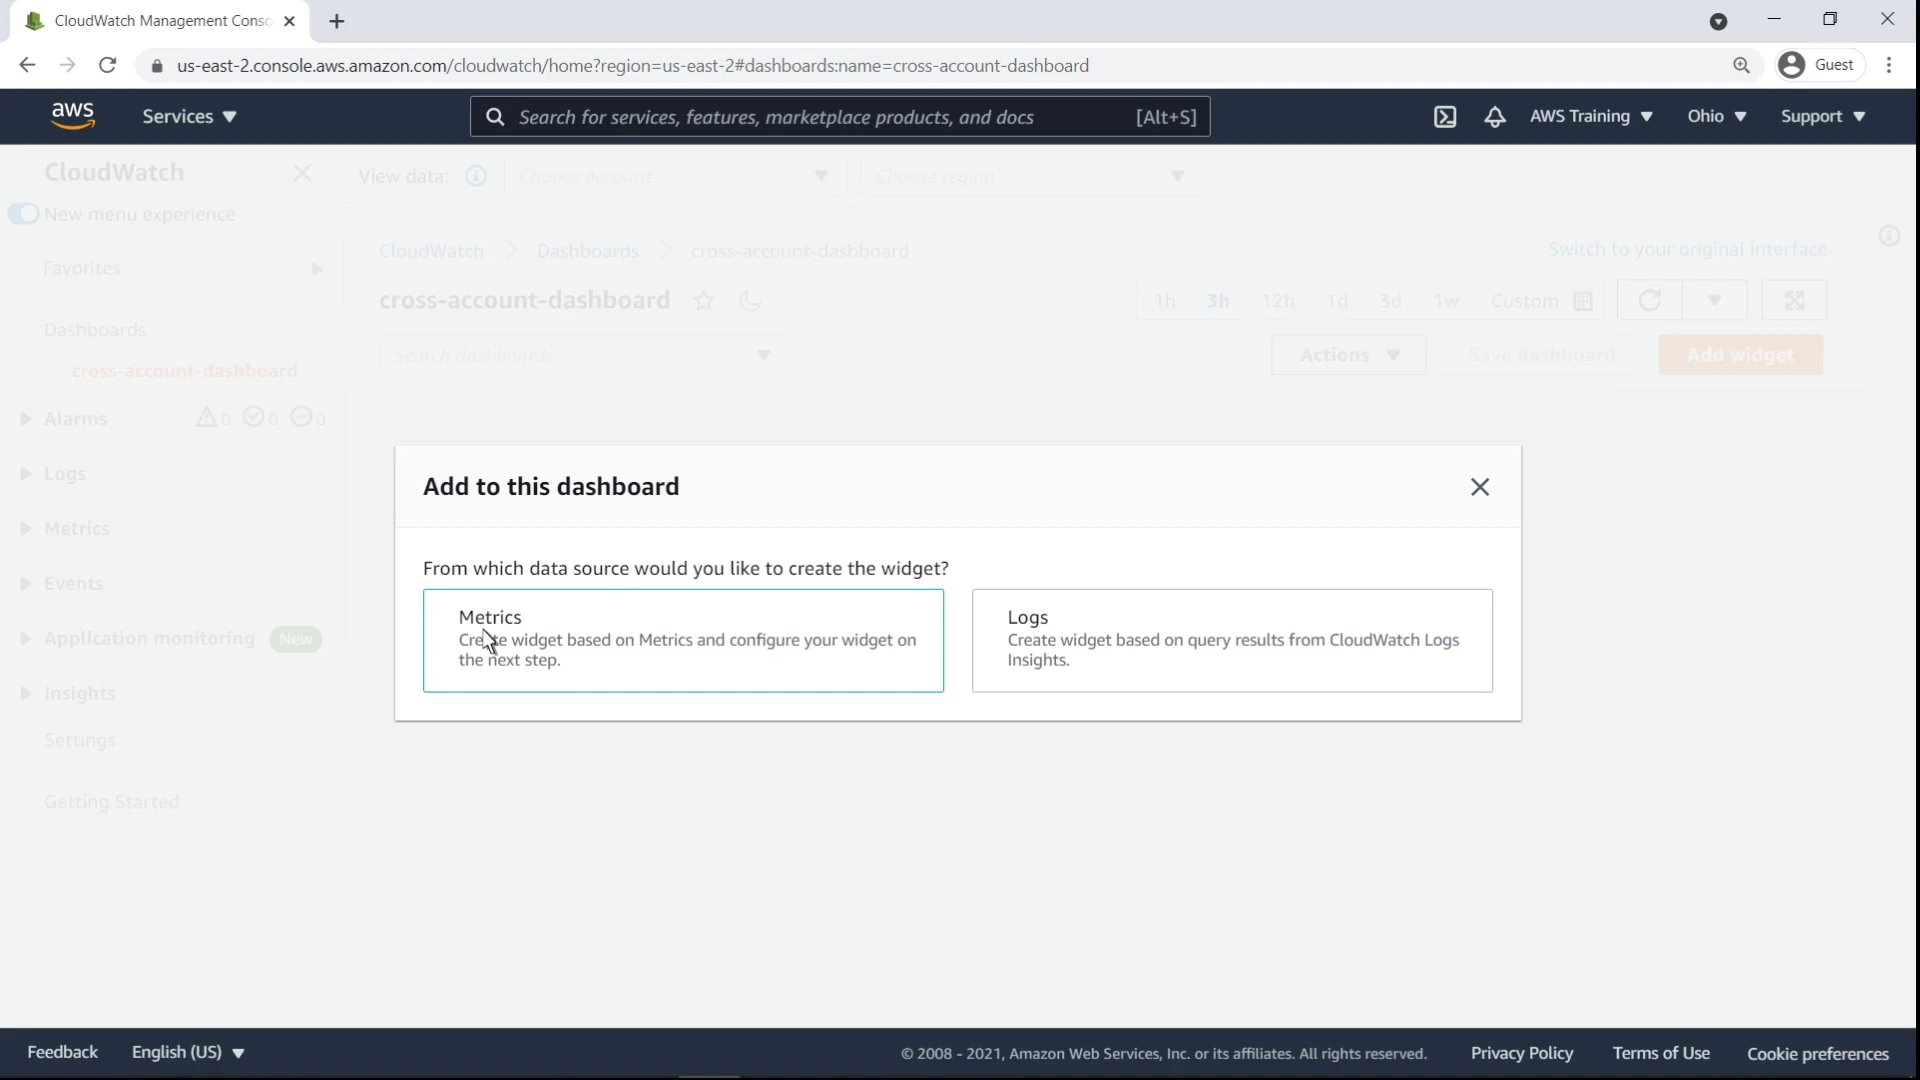 CloudWatch Management Conso
us-east-2.console.aws.amazon.com/cloudwatch/home?region=us-east-2#dashboards:name=cross-account-dashboard
Guest
aws
Services
Search for services, features, marketplace products, and docs
[Alt+S]
AWS Training
Ohio
Support
CloudWatch
New menu experience
Favorites
Dashboards
cross-account-dashboard
Alarms
0
0
0
Logs
Metrics
Events
Application monitoring
New
Insights
Settings
Getting Started
View data:
Choose account
Choose region
CloudWatch
Dashboards
cross-account-dashboard
Switch to your original interface
cross-account-dashboard
1h
3h
12h
1d
3d
1w
Custom
Search dashboards
Actions
Save dashboard
Add widget
Add to this dashboard
From which data source would you like to create the widget?
Metrics
Create widget based on Metrics and configure your widget on
the next step.
Logs
Create widget based on query results from CloudWatch Logs
Insights.
Feedback
English (US)
© 2008 - 2021, Amazon Web Services, Inc. or its affiliates. All rights reserved.
Privacy Policy
Terms of Use
Cookie preferences